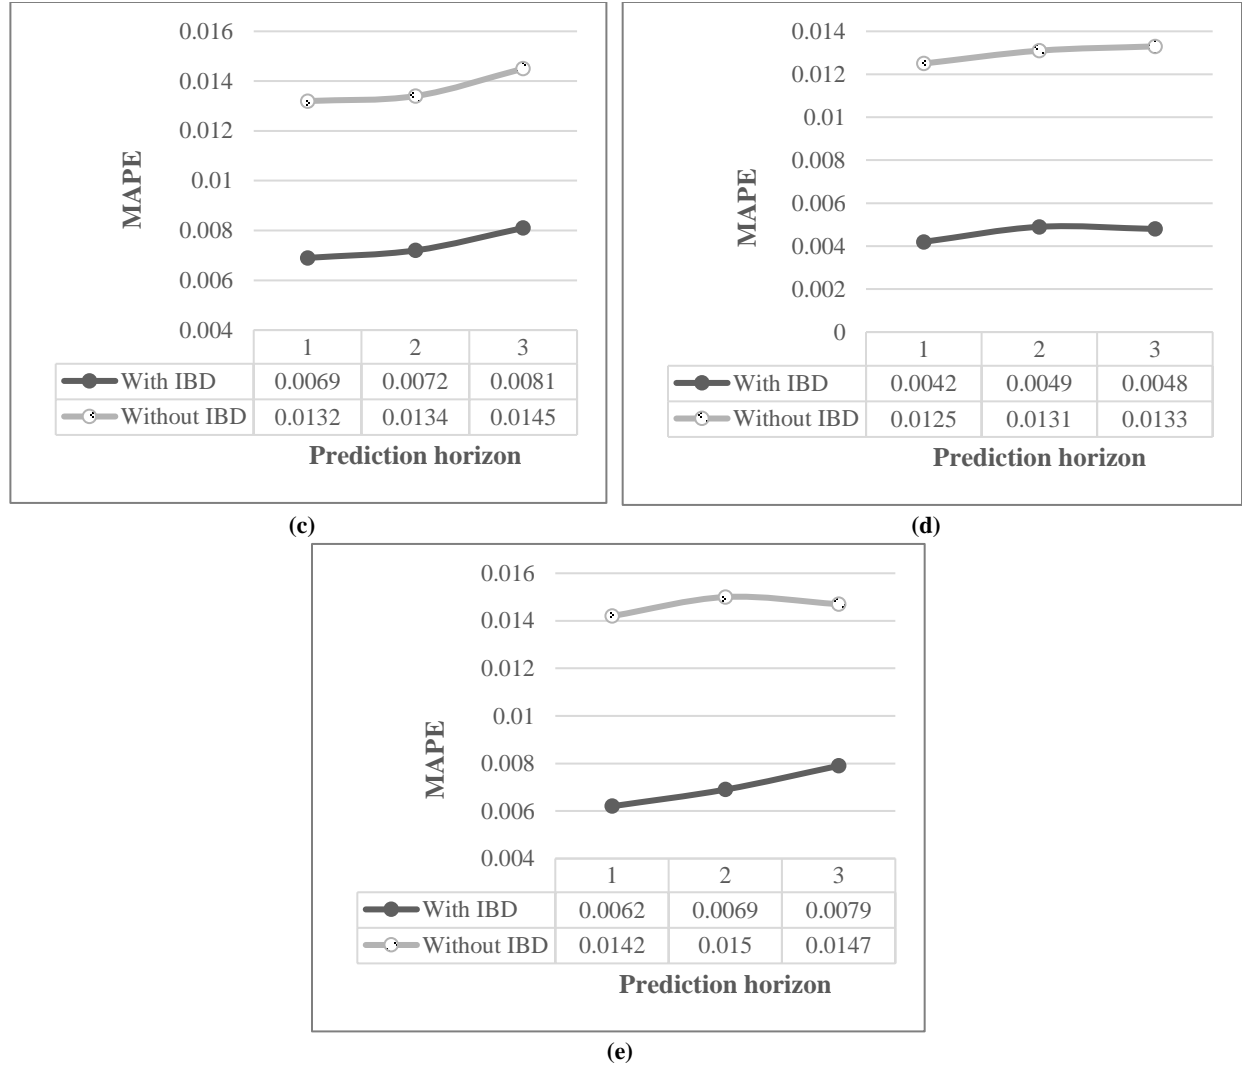 0.016
0.014
0.012
0.01
0.008
0.006
0.004
MAPE
1 2 3
With IBD 0.0069 0.0072 0.0081
Without IBD 0.0132 0.0134 0.0145
Prediction horizon
(c)
0.014
0.012
0.01
0.008
0.006
0.004
0.002
0
MAPE
1 2 3
With IBD 0.0042 0.0049 0.0048
Without IBD 0.0125 0.0131 0.0133
Prediction horizon
(d)
0.016
0.014
0.012
0.01
0.008
0.006
0.004
MAPE
1 2 3
With IBD 0.0062 0.0069 0.0079
Without IBD 0.0142 0.015 0.0147
Prediction horizon
(e)